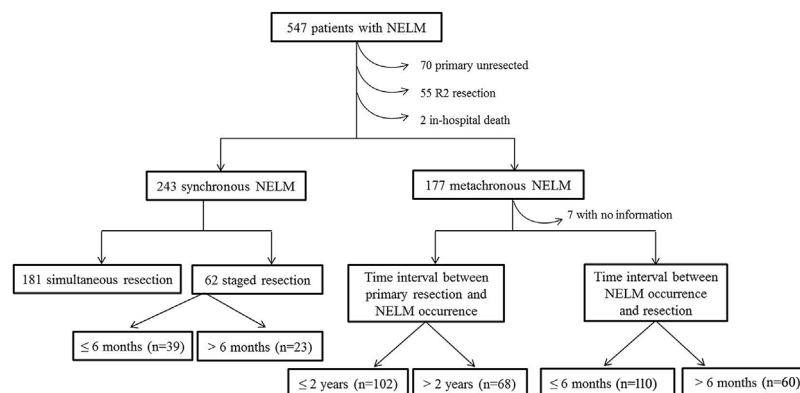 547 patients with NELM
70 primary unresected
55 R2 resection
2 in-hospital death
243 synchronous NELM
177 metachronous NELM
7 with no information
181 simultaneous resection
62 staged resection
Time interval between
primary resection and
NELM occurrence
Time interval between
NELM occurrence
and resection
≤ 6 months (n=39)
> 6 months (n=23)
≤ 2 years (n=102)
> 2 years (n=68)
≤ 6 months (n=110)
> 6 months (n=60)